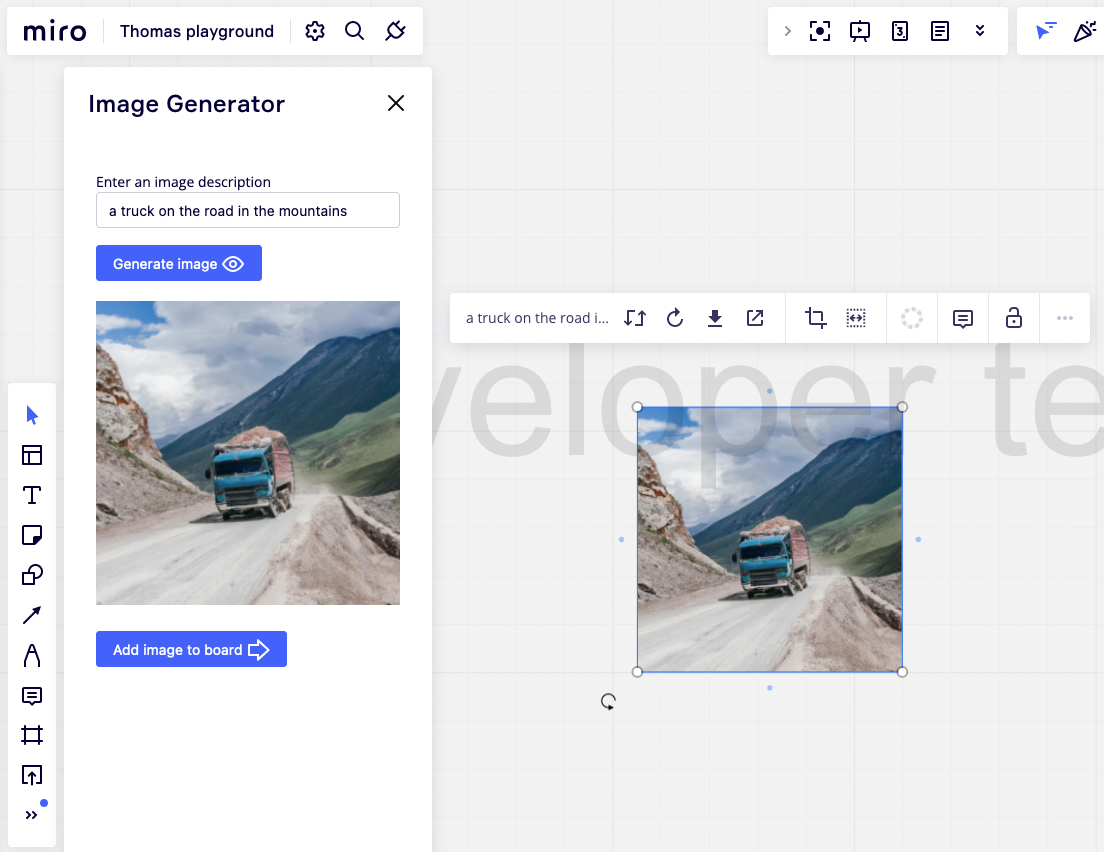 miro
Thomas playground
3
Image Generator
Enter an image description
a truck on the road in the mountains
Generate image
a truck on the road i...
veloper te
Add image to board